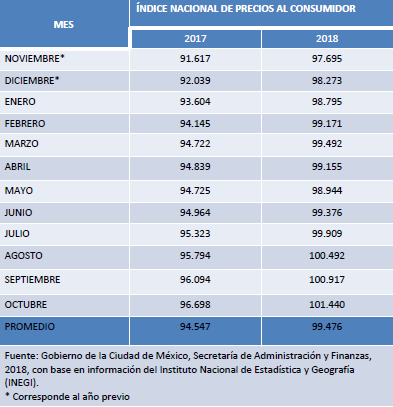 MES
ÍNDICE NACIONAL DE PRECIOS AL CONSUMIDOR
2017 2018
NOVIEMBRE* 91.617 97.695
DICIEMBRE* 92.039 98.273
ENERO 93.604 98.795
FEBRERO 94.145 99.171
MARZO 94.722 99.492
ABRIL 94.839 99.155
MAYO 94.725 98.944
JUNIO 94.964 99.376
JULIO 95.323 99.909
AGOSTO 95.794 100.492
SEPTIEMBRE 96.094 100.917
OCTUBRE 96.698 101.440
PROMEDIO 94.547 99.476
Fuente: Gobierno de la Ciudad de México, Secretaría de Administración y Finanzas,
2018, con base en información del Instituto Nacional de Estadística y Geografía
(INEGI).
* Corresponde al año previo